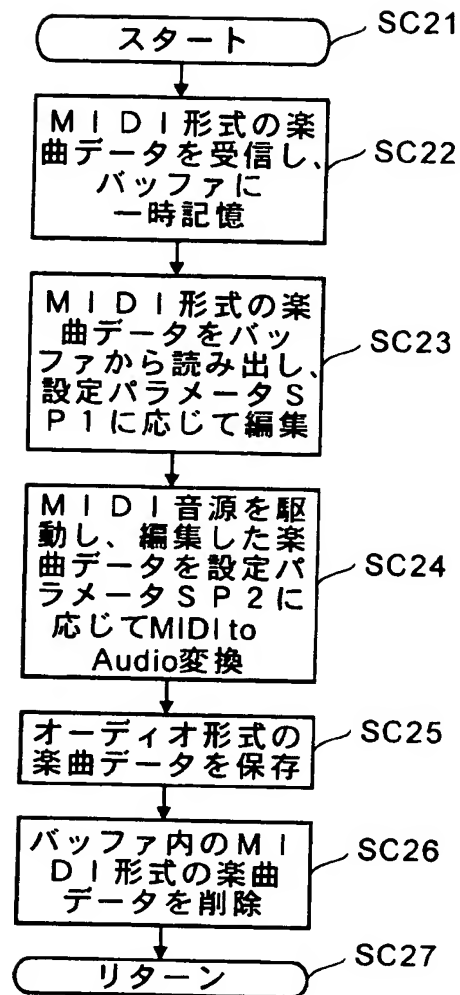 スタート
SC21
MIDI形式の楽
曲データを受信し、
バッファに
一時記憶
SC22
MIDI形式の楽
曲データをバッ
ファから読み出し、
設定パラメータS
P1に応じて編集
SC23
MIDI音源を駆
動し、編集した楽
曲データを設定パ
ラメータSP2に
応じてMIDI to
Audio変換
SC24
オーディオ形式の
楽曲データを保存
SC25
バッファ内のMI
DI形式の楽曲
データを削除
SC26
リターン
SC27